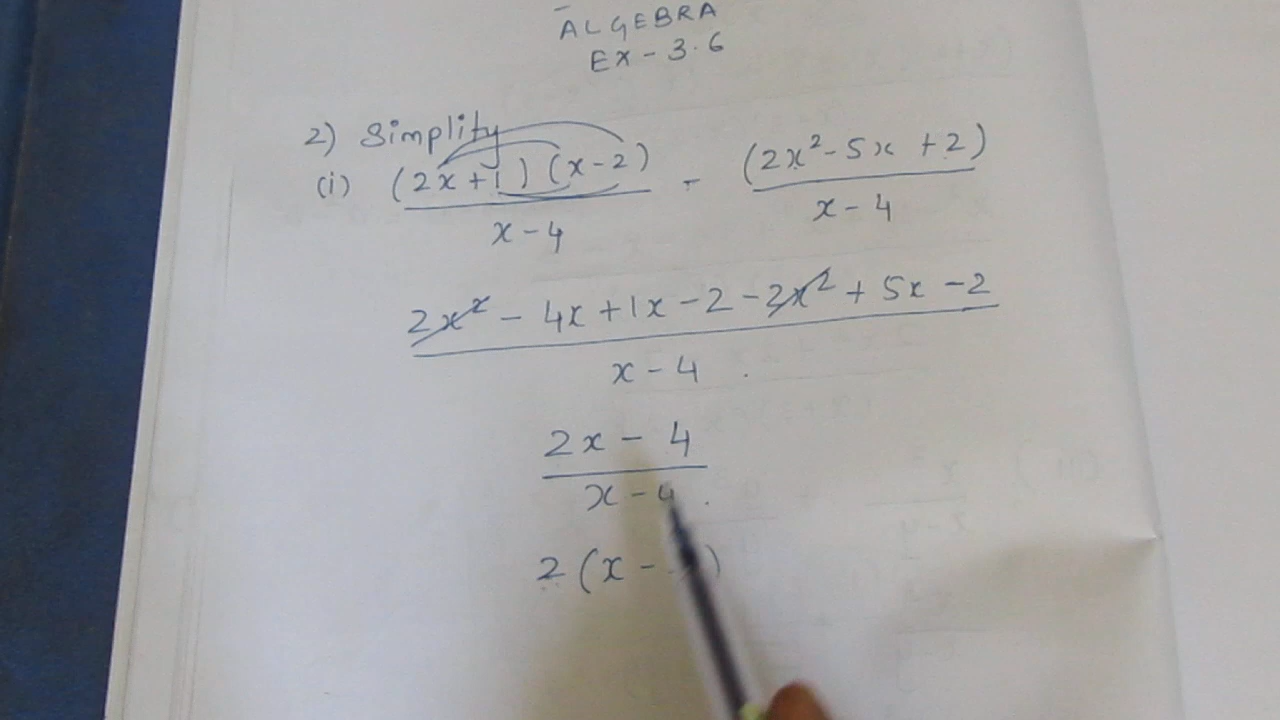 ALGEBRA
EX - 3.6
2) Simplify
(i) (2x+1) (x-2) - (2x²-5x +2)
x-4 x-4
2x² - 4x + 1x - 2 - 2x² + 5x - 2
x - 4
2x - 4
x - 4
2(x - )